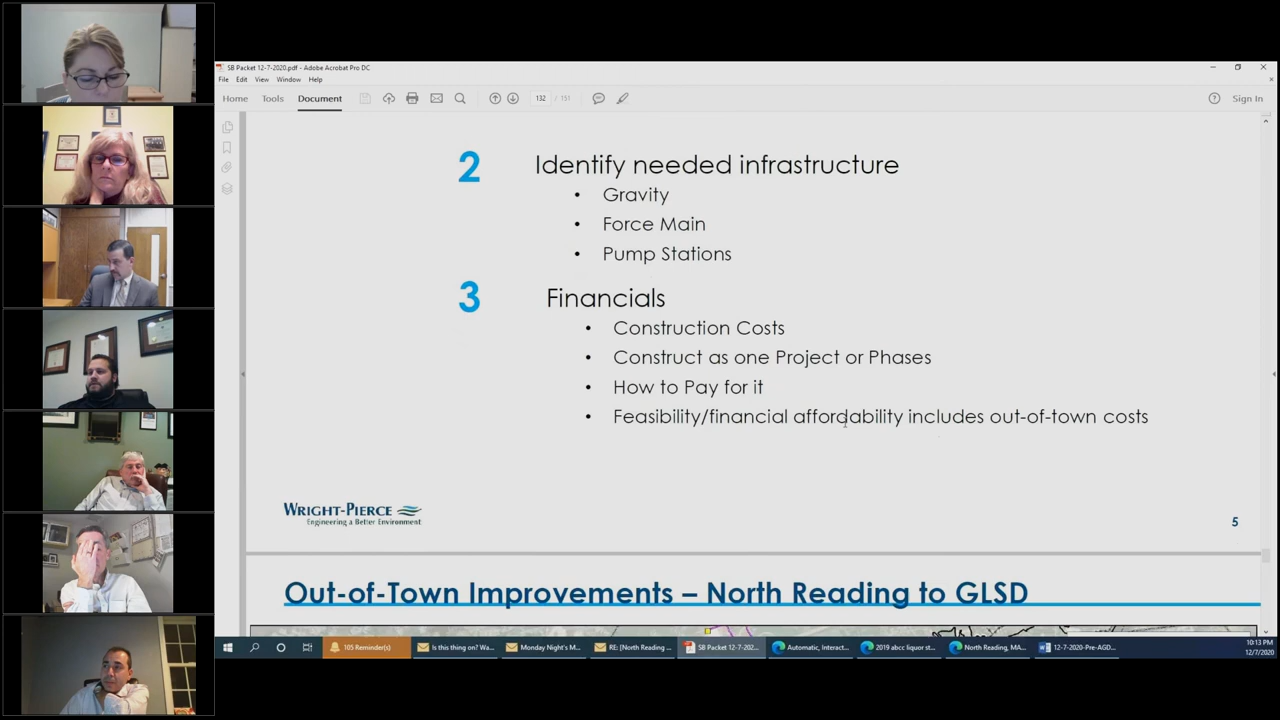 SB Packet 12-7-2020.pdf - Adobe Acrobat Pro DC
File Edit View Window Help
Home Tools Document 132 / 151 Sign In
2 Identify needed infrastructure
• Gravity
• Force Main
• Pump Stations
3 Financials
• Construction Costs
• Construct as one Project or Phases
• How to Pay for it
• Feasibility/financial affordability includes out-of-town costs
WRIGHT-PIERCE
Engineering a Better Environment
5
Out-of-Town Improvements – North Reading to GLSD
105 Reminder(s) Is this thing on? Wa... Monday Night's M... RE: [North Reading ... SB Packet 12-7-202... Automatic, Interact... 2019 abcc liquor st... North Reading, MA... 12-7-2020-Pre-AGD...
10:13 PM
12/7/2020